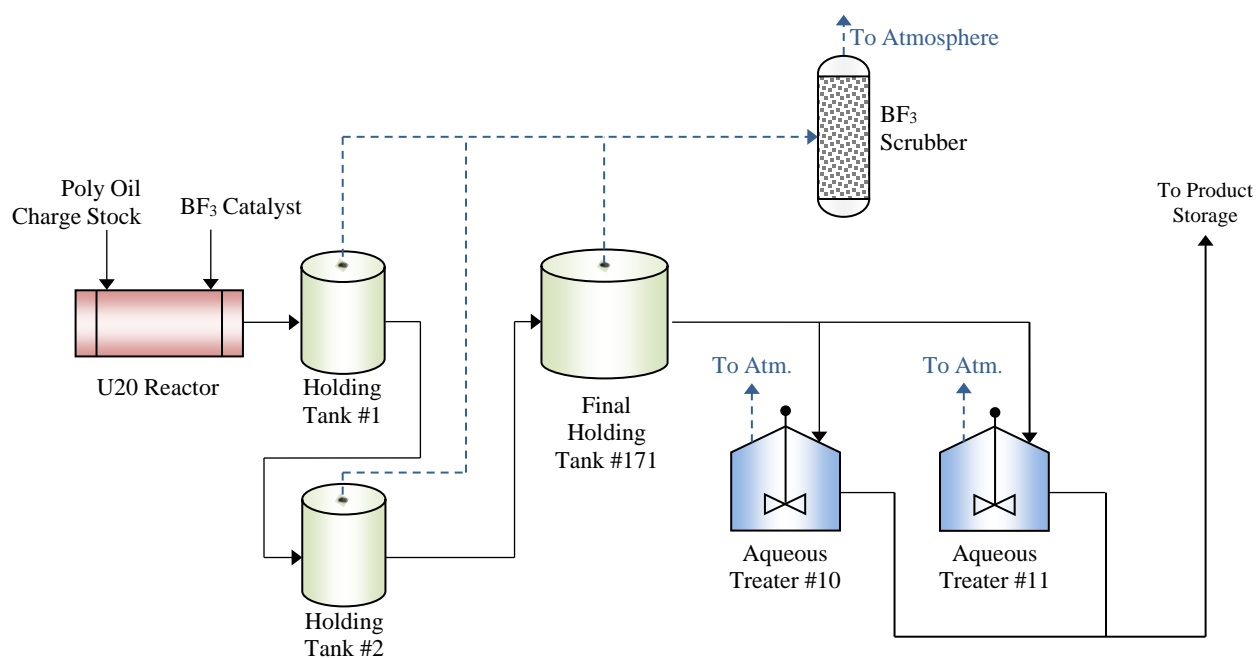 To Atmosphere
BF₃
Scrubber
Poly Oil
Charge Stock
BF₃ Catalyst
To Product
Storage
U20 Reactor
Holding
Tank #1
Final
Holding
Tank #171
To Atm.
To Atm.
Aqueous
Treater #10
Aqueous
Treater #11
Holding
Tank #2